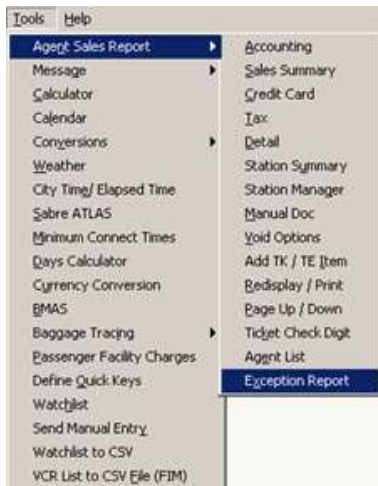 Tools Help
Agent Sales Report
Message
Calculator
Calendar
Conversions
Weather
City Time/ Elapsed Time
Sabre ATLAS
Minimum Connect Times
Days Calculator
Currency Conversion
BMAS
Baggage Tracing
Passenger Facility Charges
Define Quick Keys
Watchlist
Send Manual Entry
Watchlist to CSV
VCR List to CSV File (FIM)
Accounting
Sales Summary
Credit Card
Tax
Detail
Station Summary
Station Manager
Manual Doc
Void Options
Add TK / TE Item
Redisplay / Print
Page Up / Down
Ticket Check Digit
Agent List
Exception Report